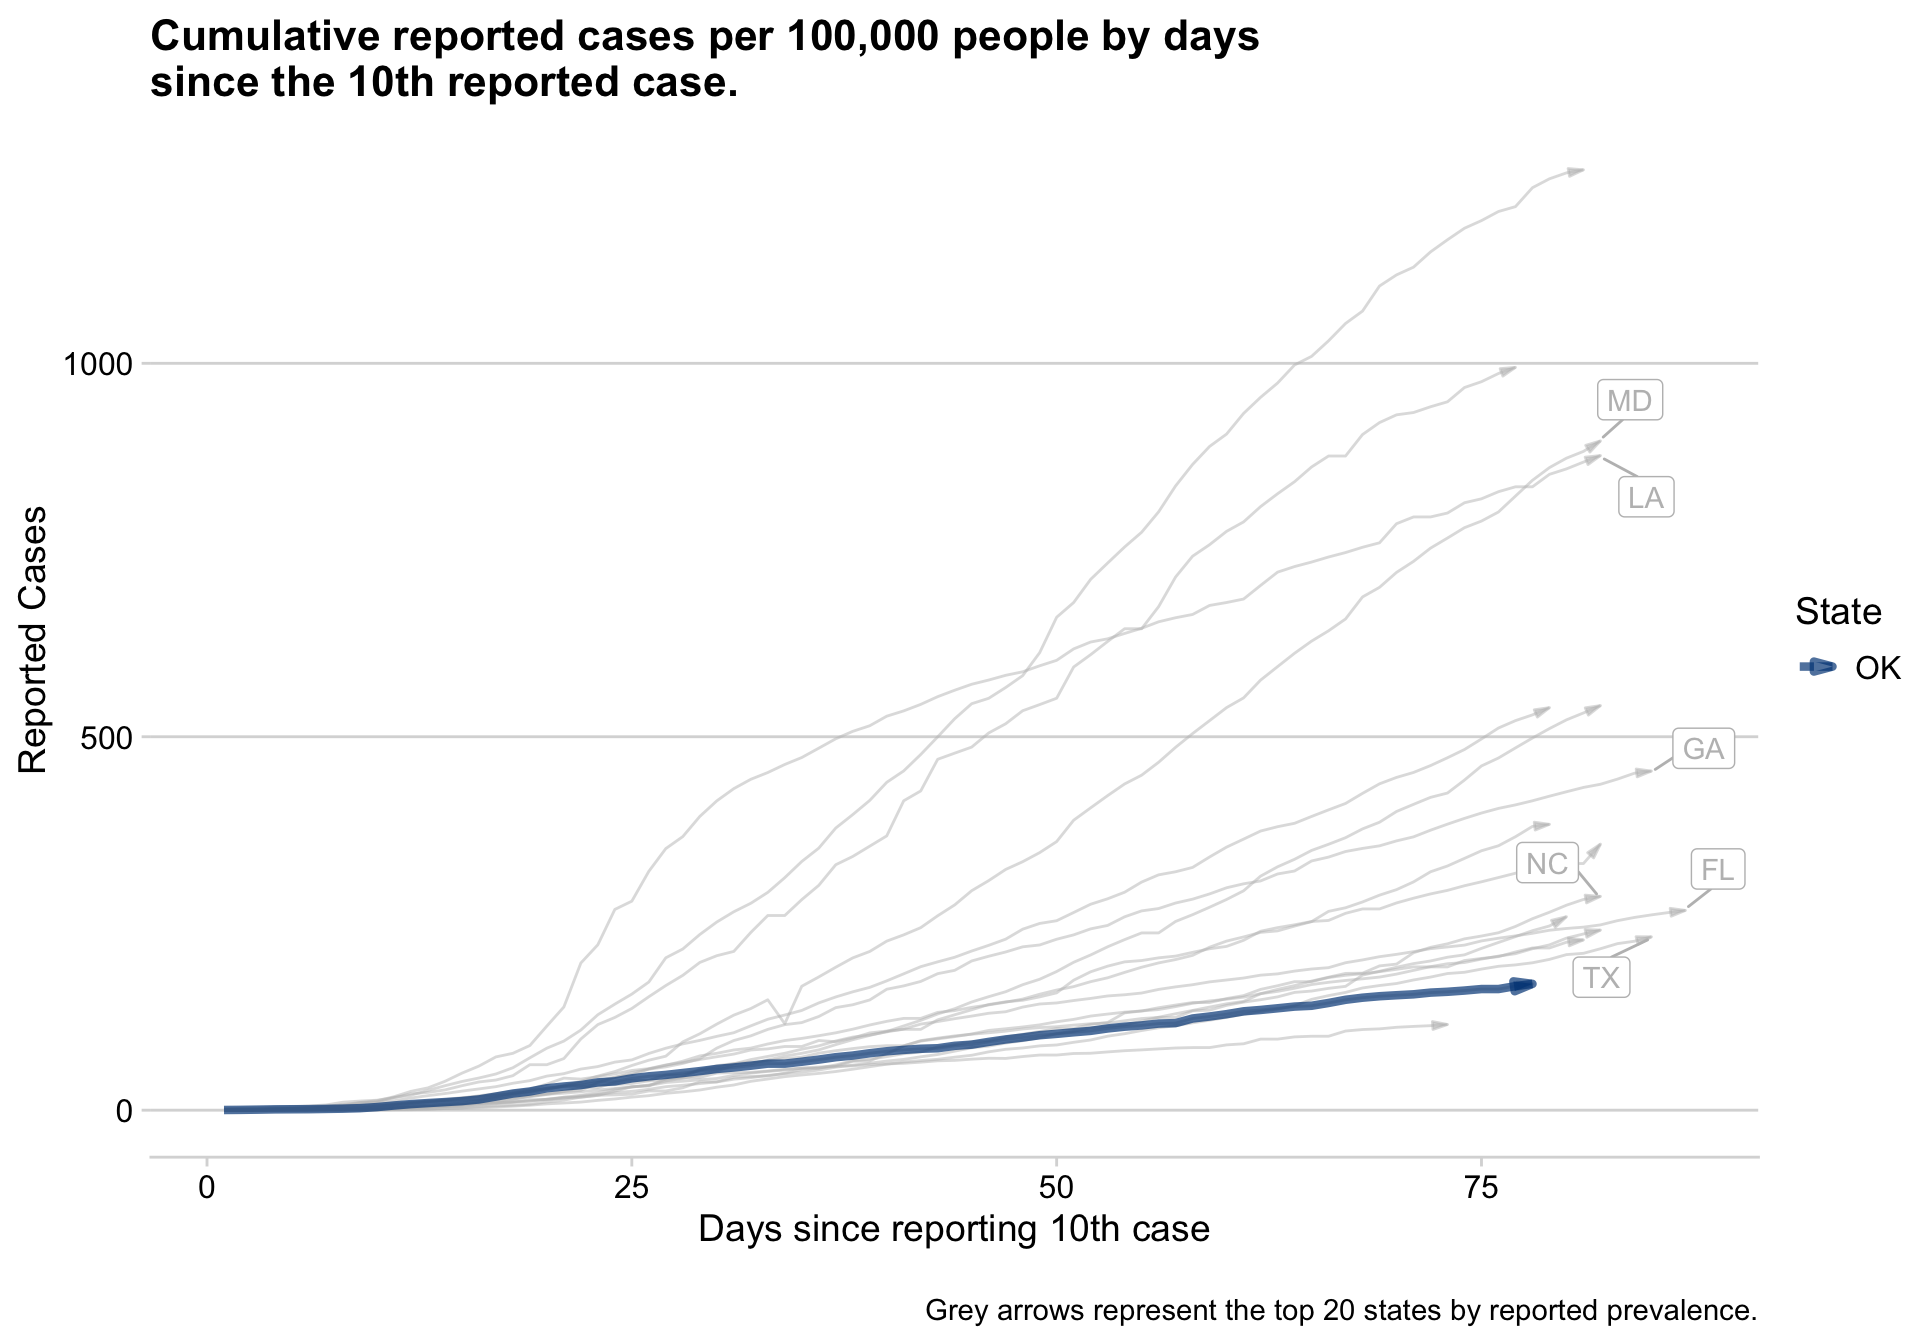 Cumulative reported cases per 100,000 people by days
since the 10th reported case.
1000
MD
LA
Reported Cases
State
OK
500
GA
NC
FL
TX
0
0 25 50 75
Days since reporting 10th case
Grey arrows represent the top 20 states by reported prevalence.